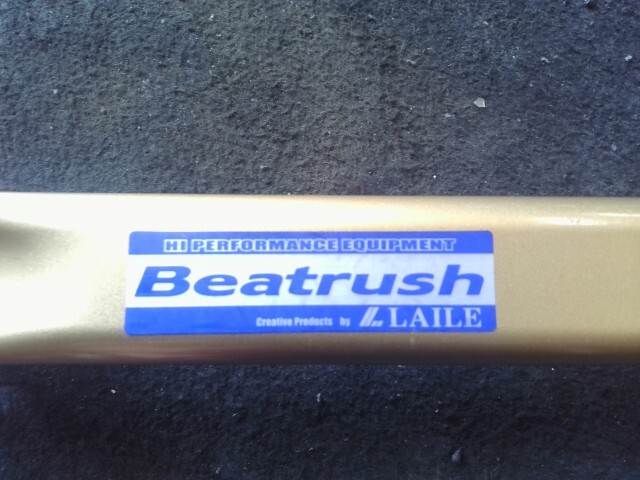 HI PERFORMANCE EQUIPMENT
Beatrush
Creative Products by LAILE